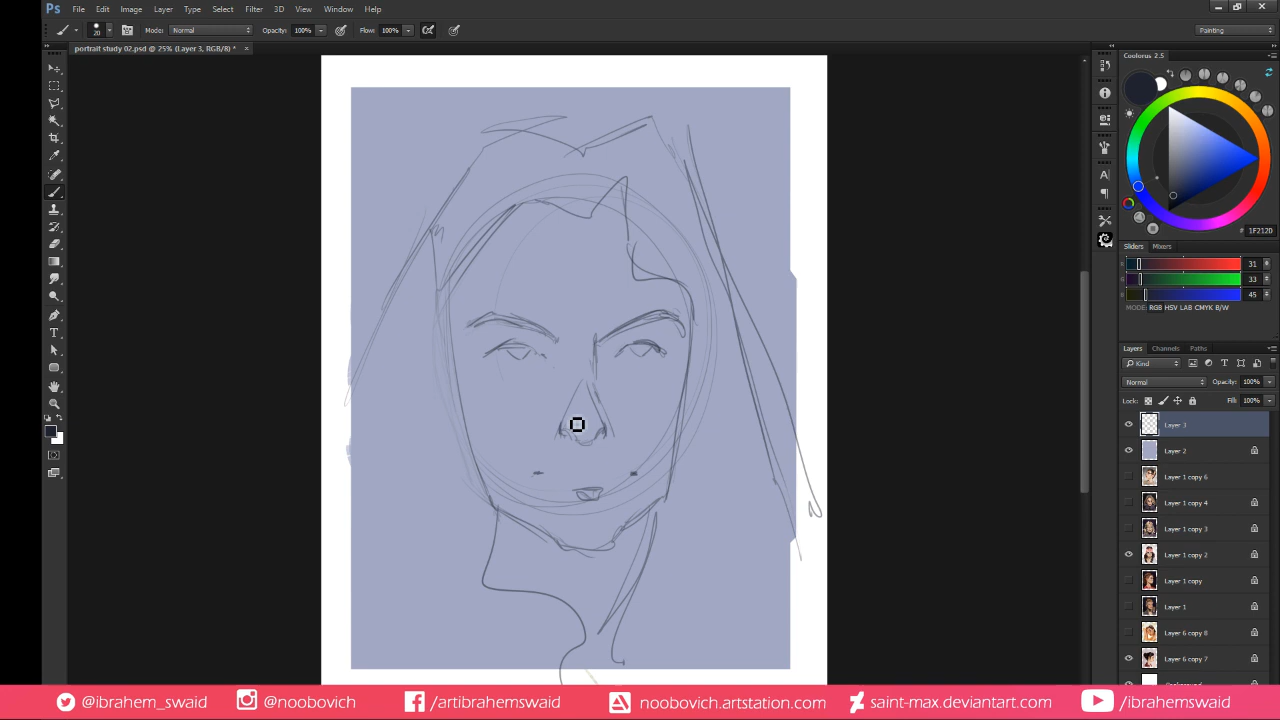 Ps File Edit Image Layer Type Select Filter 3D View Window Help
20 Mode: Normal Opacity: 100% Flow: 100% Painting
portrait study 02.psd @ 25% (Layer 3, RGB/8) *
Coolorus 2.5
# 1F212D
Sliders Mixers
31
33
45
MODE: RGB HSV LAB CMYK B/W
Layers Channels Paths
Kind
Normal Opacity: 100%
Lock: Fill: 100%
Layer 3
Layer 2
Layer 1 copy 6
Layer 1 copy 4
Layer 1 copy 3
Layer 1 copy 2
Layer 1 copy
Layer 1
Layer 6 copy 8
Layer 6 copy 7
@ibrahem_swaid @noobovich /artibrahemswaid noobovich.artstation.com saint-max.deviantart.com /ibrahemswaid